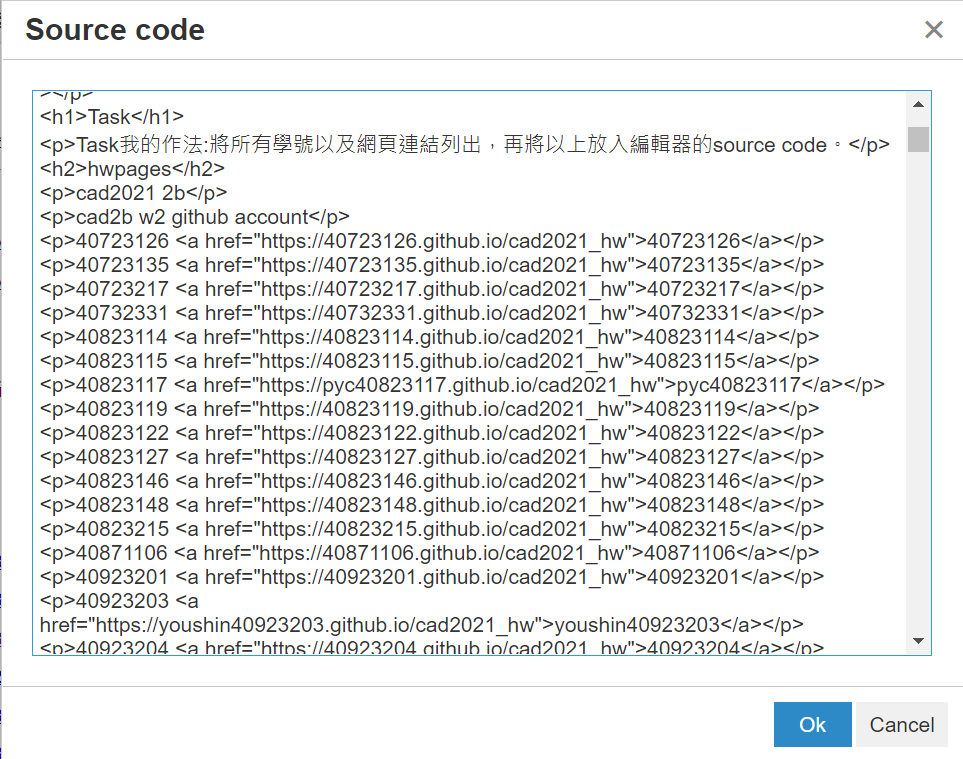 Source code
></p>
<h1>Task</h1>
<p>Task我的作法:將所有學號以及網頁連結列出，再將以上放入編輯器的source code。</p>
<h2>hwpages</h2>
<p>cad2021 2b</p>
<p>cad2b w2 github account</p>
<p>40723126 <a href="https://40723126.github.io/cad2021_hw">40723126</a></p>
<p>40723135 <a href="https://40723135.github.io/cad2021_hw">40723135</a></p>
<p>40723217 <a href="https://40723217.github.io/cad2021_hw">40723217</a></p>
<p>40732331 <a href="https://40732331.github.io/cad2021_hw">40732331</a></p>
<p>40823114 <a href="https://40823114.github.io/cad2021_hw">40823114</a></p>
<p>40823115 <a href="https://40823115.github.io/cad2021_hw">40823115</a></p>
<p>40823117 <a href="https://pyc40823117.github.io/cad2021_hw">pyc40823117</a></p>
<p>40823119 <a href="https://40823119.github.io/cad2021_hw">40823119</a></p>
<p>40823122 <a href="https://40823122.github.io/cad2021_hw">40823122</a></p>
<p>40823127 <a href="https://40823127.github.io/cad2021_hw">40823127</a></p>
<p>40823146 <a href="https://40823146.github.io/cad2021_hw">40823146</a></p>
<p>40823148 <a href="https://40823148.github.io/cad2021_hw">40823148</a></p>
<p>40823215 <a href="https://40823215.github.io/cad2021_hw">40823215</a></p>
<p>40871106 <a href="https://40871106.github.io/cad2021_hw">40871106</a></p>
<p>40923201 <a href="https://40923201.github.io/cad2021_hw">40923201</a></p>
<p>40923203 <a
href="https://youshin40923203.github.io/cad2021_hw">youshin40923203</a></p>
<p>40923204 <a href="https://40923204.github.io/cad2021_hw">40923204</a></p>
Ok
Cancel